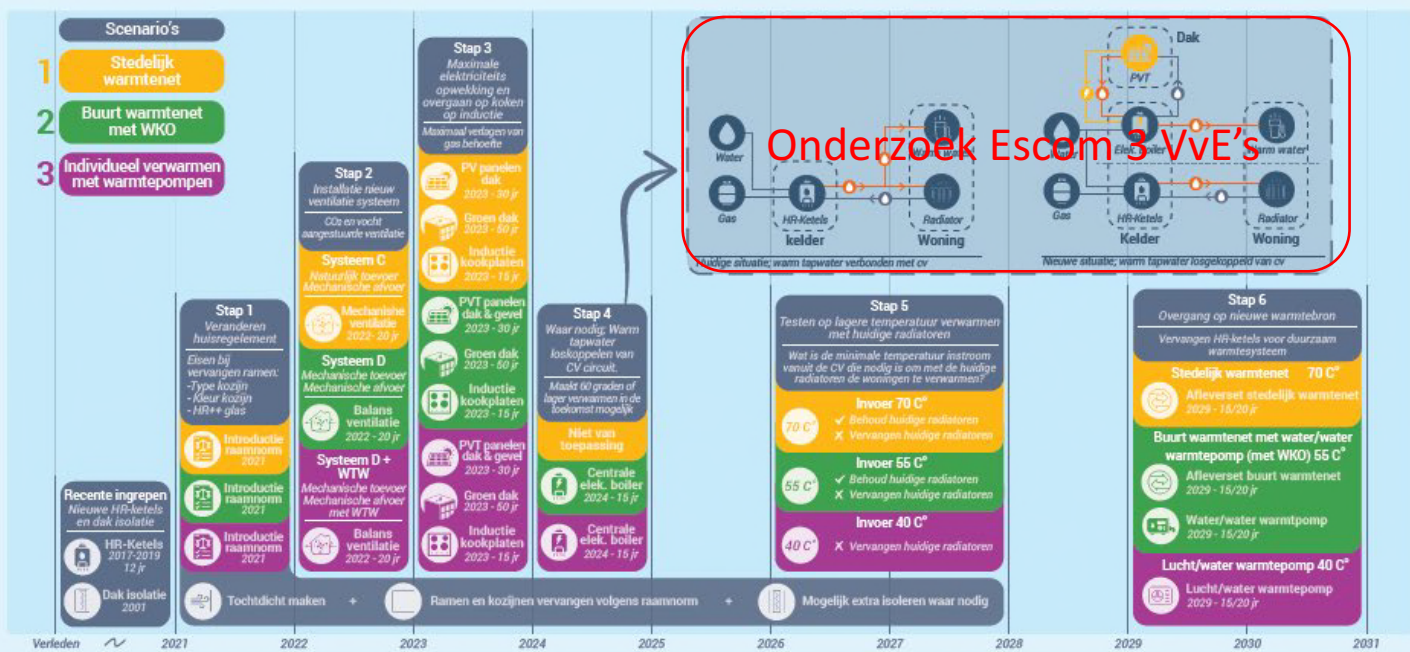 Scenario's
1
Stedelijk
warmtenet
2
Buurt warmtenet
met WKO
3
Individueel verwarmen
met warmtepompen
Recente ingrepen
Nieuwe HR-ketels
en dak isolatie
HR-Ketels
2017-2019
12 jr
Dak isolatie
2001
Stap 1
Veranderen
huisregelement
Eisen bij
vervangen ramen:
-Type kozijn
- Kleur kozijn
- HR++ glas
Introductie
raamnorm
2021
Introductie
raamnorm
2021
Introductie
raamnorm
2021
Stap 2
Installatie nieuw
ventilatie systeem
CO2 en vocht
aangestuurde ventilatie
Systeem C
Natuurlijk toevoer
Mechanische afvoer
Mechanishe
ventilatie
2022- 20 jr
Systeem D
Mechanische toevoer
Mechanische afvoer
Balans
ventilatie
2022 - 20 jr
Systeem D +
WTW
Mechanische toevoer
Mechanische afvoer
met WTW
Balans
ventilatie
2022 - 20 jr
Stap 3
Maximale
elektriciteits
opwekking en
overgaan op koken
op inductie
Maximaal verlagen van
gas behoefte
PV panelen
dak
2023 - 30 jr
Groen dak
2023 - 50 jr
Inductie
kookplaten
2023 - 15 jr
PVT panelen
dak & gevel
2023 - 30 jr
Groen dak
2023 - 50 jr
Inductie
kookplaten
2023 - 15 jr
PVT panelen
dak & gevel
2023 - 30 jr
Groen dak
2023 - 50 jr
Inductie
kookplaten
2023 - 15 jr
Stap 4
Waar nodig; Warm
tapwater
loskoppelen van
CV circuit.
Maakt 60 graden of
lager verwarmen in de
toekomst mogelijk
Niet van
toepassing
Centrale
elek. boiler
2024 - 15 jr
Centrale
elek. boiler
2024 - 15 jr
Onderzoek Escom 3 VvE's
Water
Warm water
Gas
HR-Ketels
Radiator
kelder
Woning
Huidige situatie; warm tapwater verbonden met cv
Dak
PVT
Water
Elek. boiler
Warm water
Gas
HR-Ketels
Radiator
Kelder
Woning
Nieuwe situatie; warm tapwater losgekoppeld van cv
Stap 5
Testen op lagere temperatuur verwarmen
met huidige radiatoren
Wat is de minimale temperatuur instroom
vanuit de CV die nodig is om met de huidige
radiatoren de woningen te verwarmen?
Invoer 70 C°
70 C°
✓ Behoud huidige radiatoren
X Vervangen huidige radiatoren
Invoer 55 C°
55 C°
✓ Behoud huidige radiatoren
X Vervangen huidige radiatoren
Invoer 40 C°
40 C°
X Vervangen huidige radiatoren
Stap 6
Overgang op nieuwe warmtebron
Vervangen HR-ketels voor duurzaam
warmtesysteem
Stedelijk warmtenet 70 C°
Afleverset stedelijk warmtenet
2029 - 15/20 jr
Buurt warmtenet met water/water
warmtepomp (met WKO) 55 C°
Afleverset buurt warmtenet
2029 - 15/20 jr
Water/water warmtpomp
2029 - 15/20 jr
Lucht/water warmtepomp 40 C°
Lucht/water warmtepomp
2029 - 15/20 jr
Tochtdicht maken + Ramen en kozijnen vervangen volgens raamnorm + Mogelijk extra isoleren waar nodig
Verleden 2021 2022 2023 2024 2025 2026 2027 2028 2029 2030 2031